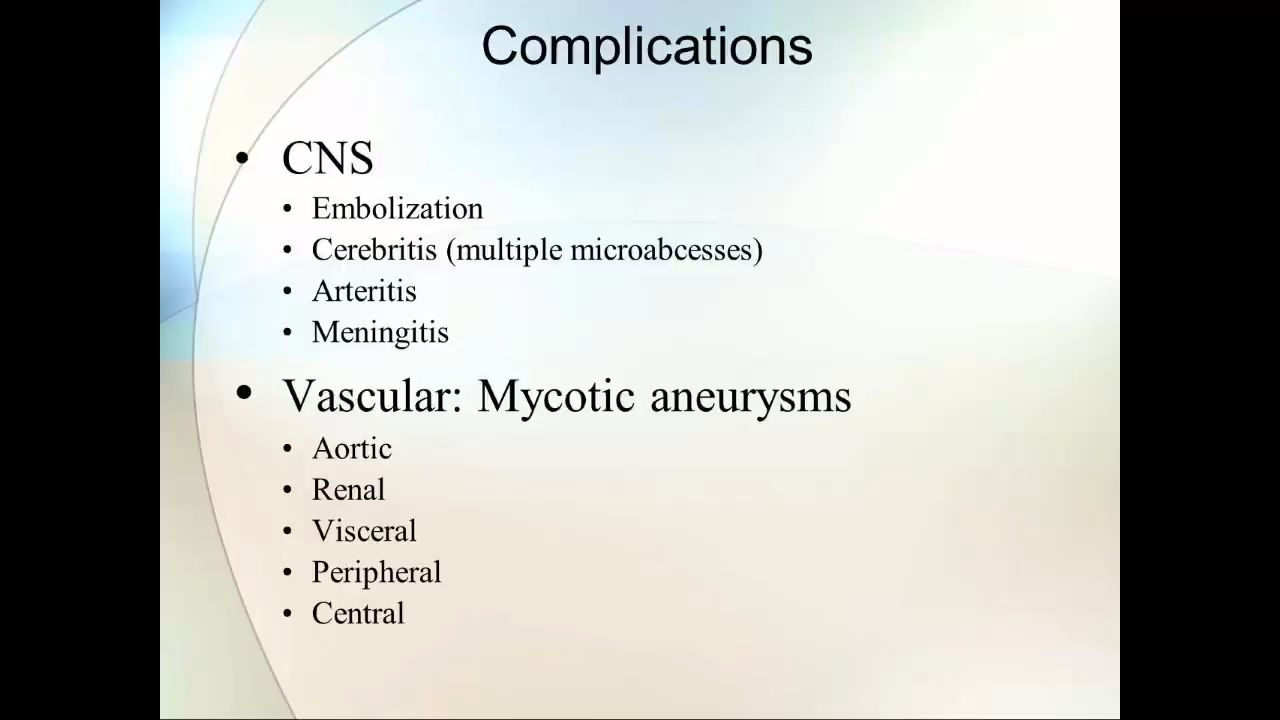 Complications
• CNS
• Embolization
• Cerebritis (multiple microabcesses)
• Arteritis
• Meningitis
• Vascular: Mycotic aneurysms
• Aortic
• Renal
• Visceral
• Peripheral
• Central